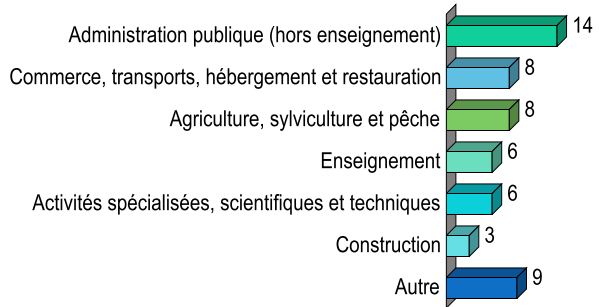 Administration publique (hors enseignement) 14
Commerce, transports, hébergement et restauration 8
Agriculture, sylviculture et pêche 8
Enseignement 6
Activités spécialisées, scientifiques et techniques 6
Construction 3
Autre 9